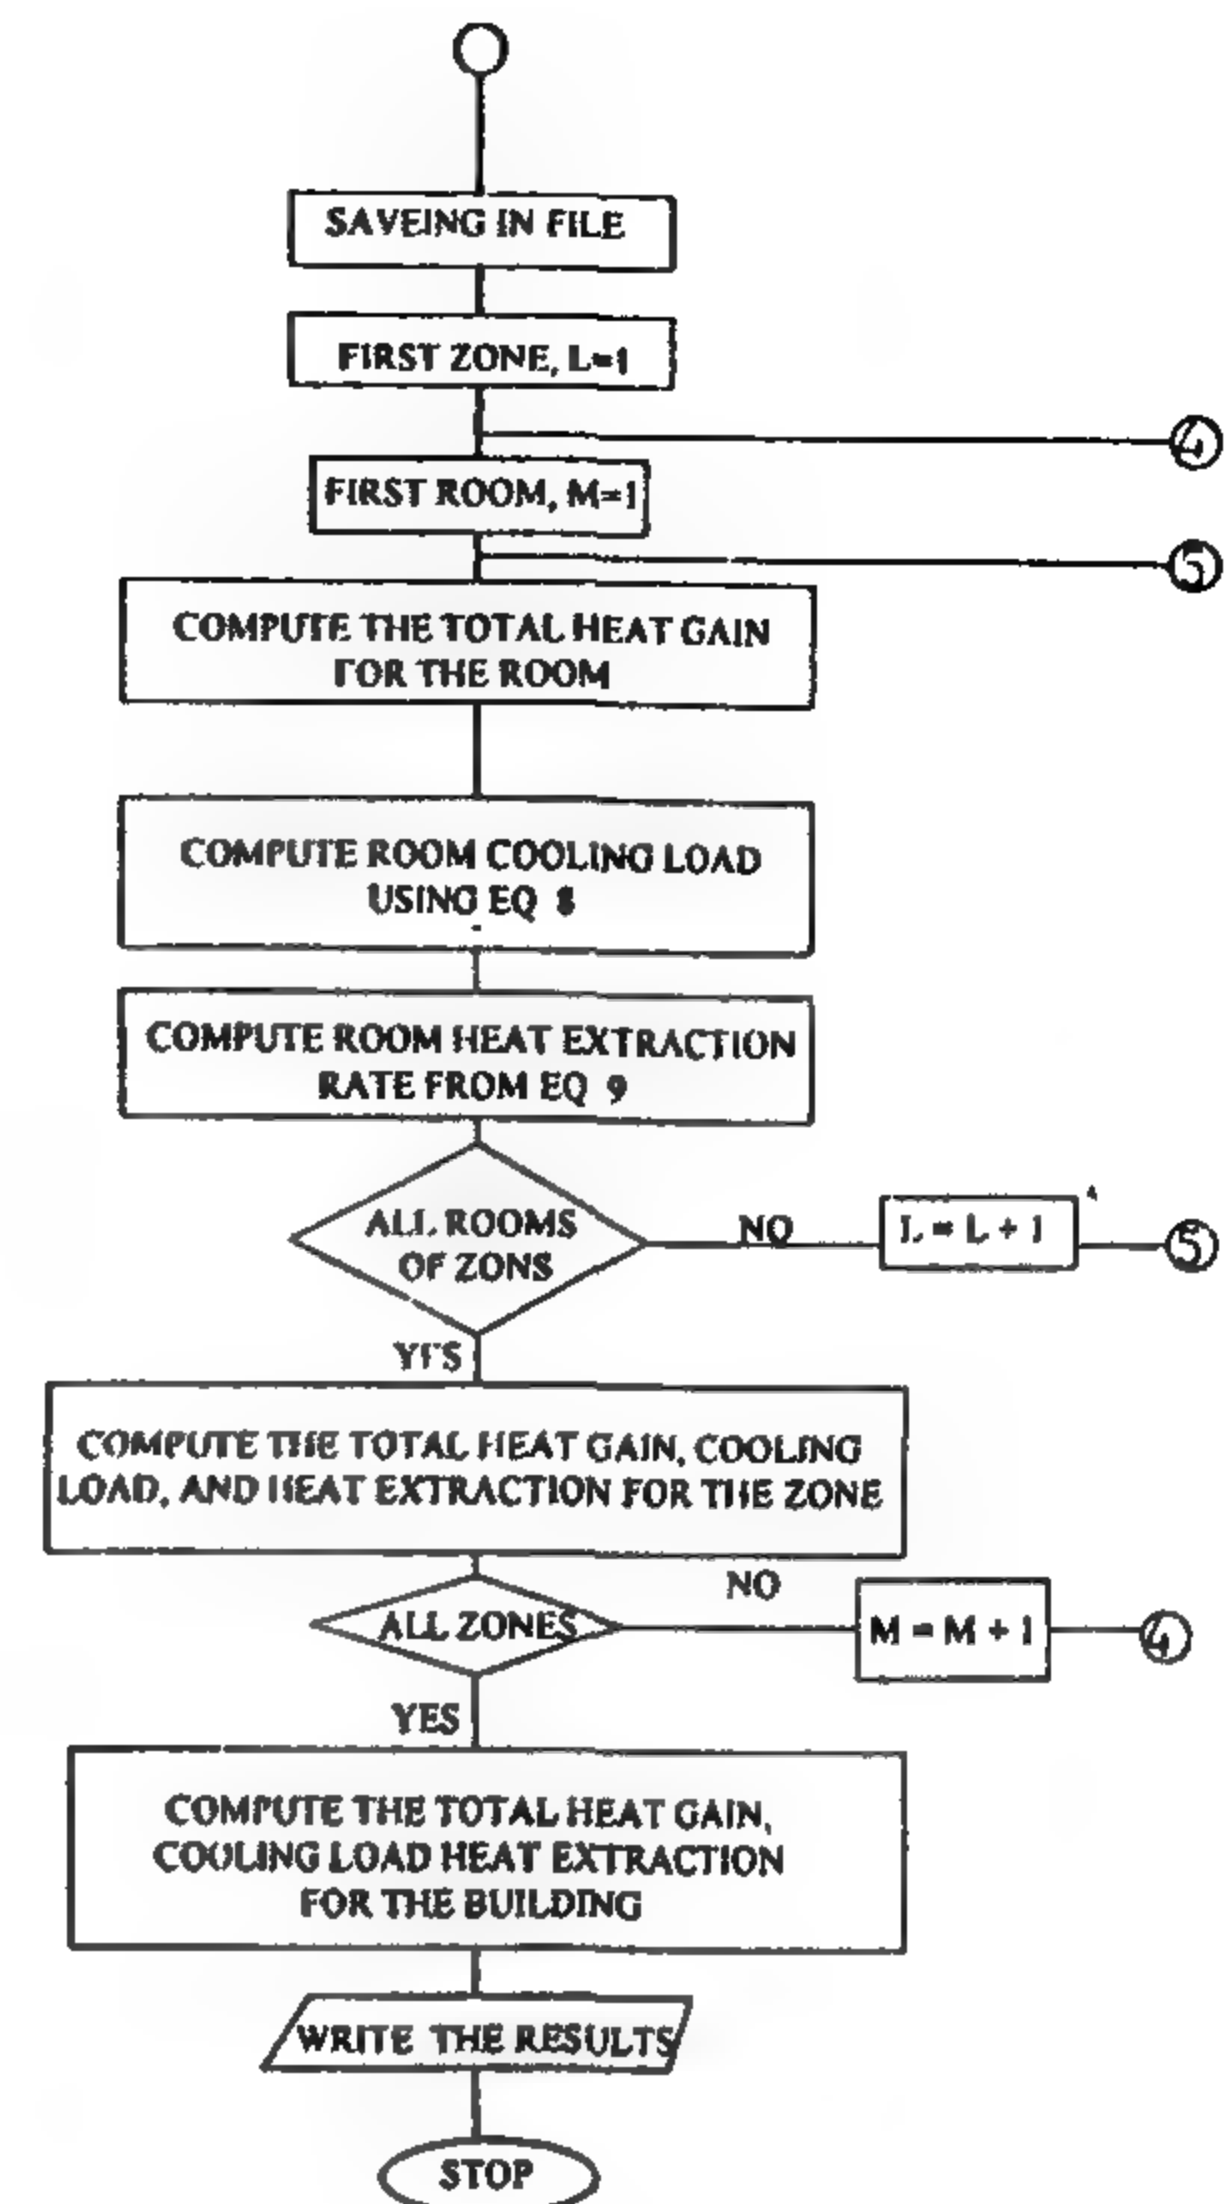 SAVEING IN FILE
FIRST ZONE, L=1
4
FIRST ROOM, M=1
5
COMPUTE THE TOTAL HEAT GAIN
FOR THE ROOM
COMPUTE ROOM COOLING LOAD
USING EQ 8
COMPUTE ROOM HEAT EXTRACTION
RATE FROM EQ 9
ALL ROOMS
OF ZONS
NO
L = L + 1
5
YES
COMPUTE THE TOTAL HEAT GAIN, COOLING
LOAD, AND HEAT EXTRACTION FOR THE ZONE
NO
ALL ZONES
M = M + 1
4
YES
COMPUTE THE TOTAL HEAT GAIN,
COOLING LOAD HEAT EXTRACTION
FOR THE BUILDING
WRITE THE RESULTS
STOP